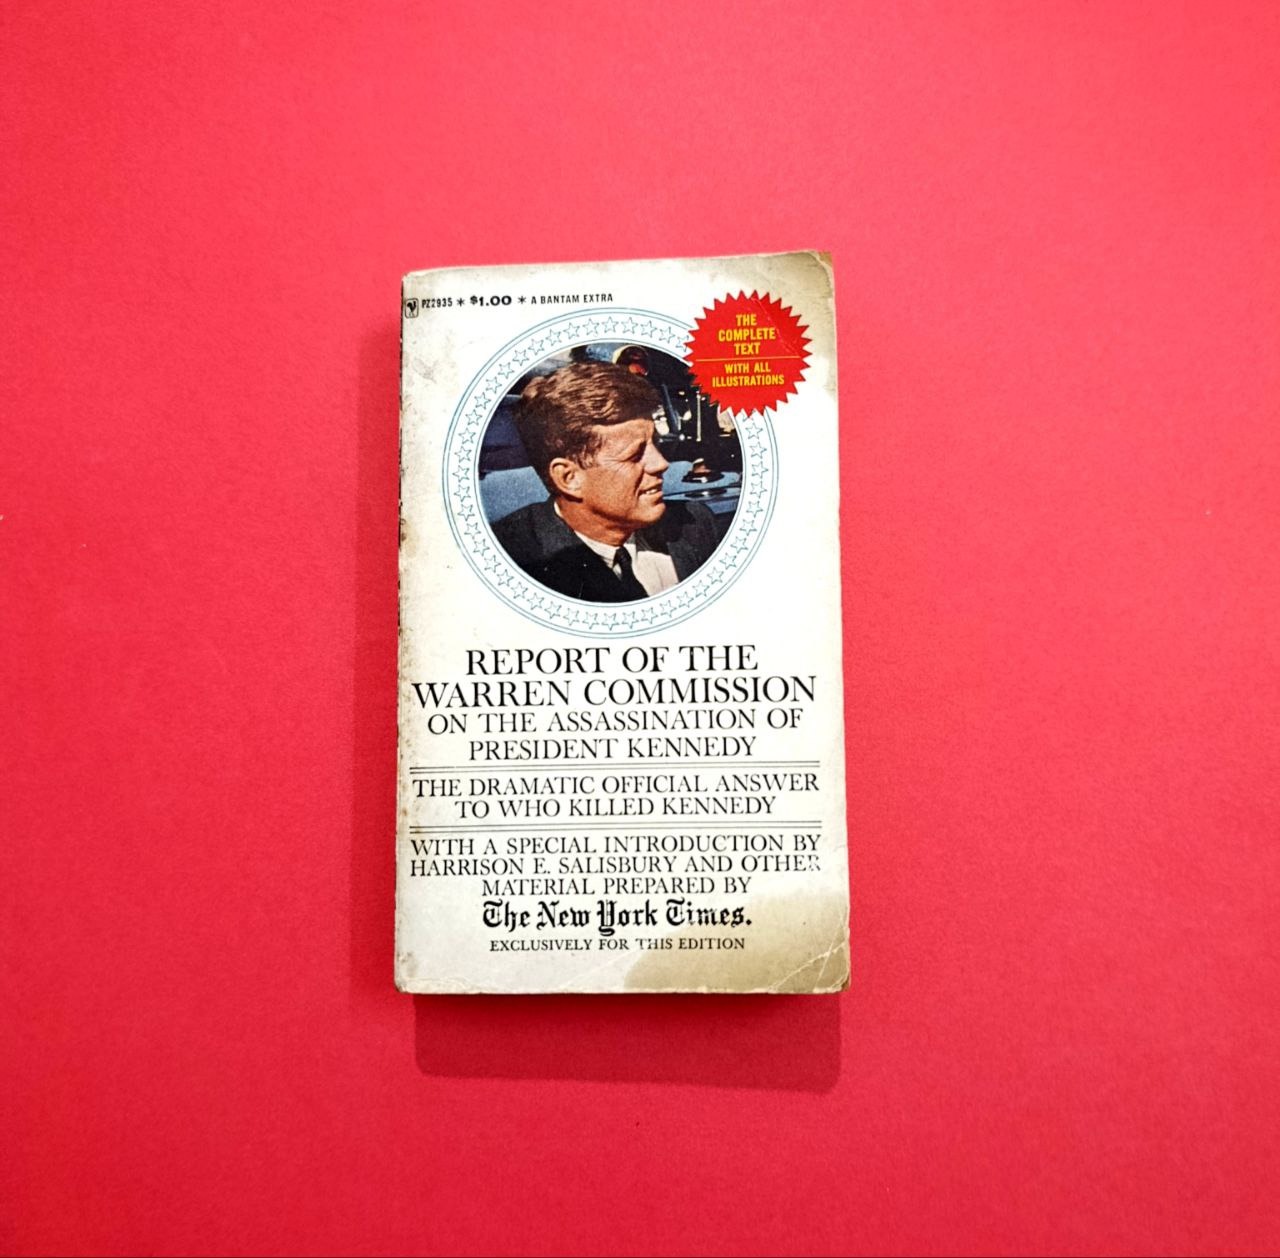 PZ2935 * $1.00 * A BANTAM EXTRA
THE
COMPLETE
TEXT
WITH ALL
ILLUSTRATIONS
REPORT OF THE
WARREN COMMISSION
ON THE ASSASSINATION OF
PRESIDENT KENNEDY
THE DRAMATIC OFFICIAL ANSWER
TO WHO KILLED KENNEDY
WITH A SPECIAL INTRODUCTION BY
HARRISON E. SALISBURY AND OTHER
MATERIAL PREPARED BY
The New York Times.
EXCLUSIVELY FOR THIS EDITION